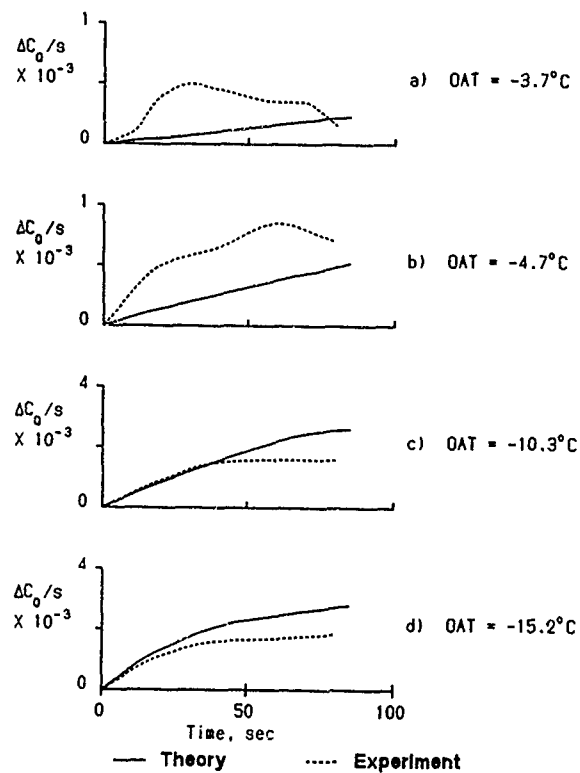 1
ΔC_Q/s
X 10⁻³
0
a) OAT = -3.7°C
1
ΔC_Q/s
X 10⁻³
0
b) OAT = -4.7°C
4
ΔC_Q/s
X 10⁻³
0
c) OAT = -10.3°C
4
ΔC_Q/s
X 10⁻³
0
d) OAT = -15.2°C
0 50 100
Time, sec
Theory Experiment